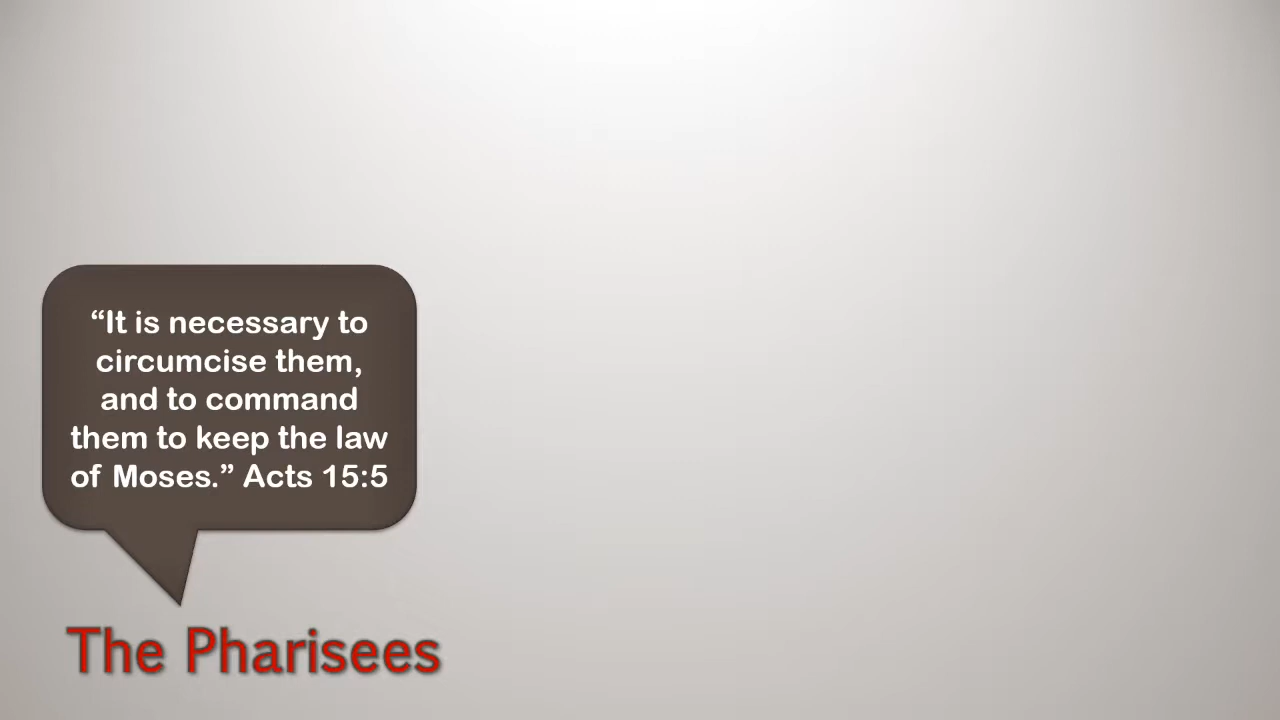 “It is necessary to
circumcise them,
and to command
them to keep the law
of Moses.” Acts 15:5
The Pharisees